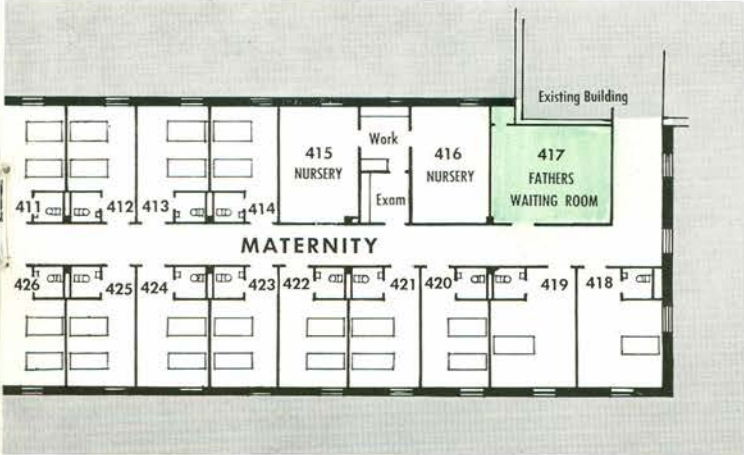 Existing Building
Work
415
NURSERY
416
NURSERY
417
FATHERS
WAITING ROOM
Exam
411
412
413
414
MATERNITY
426
425
424
423
422
421
420
419
418